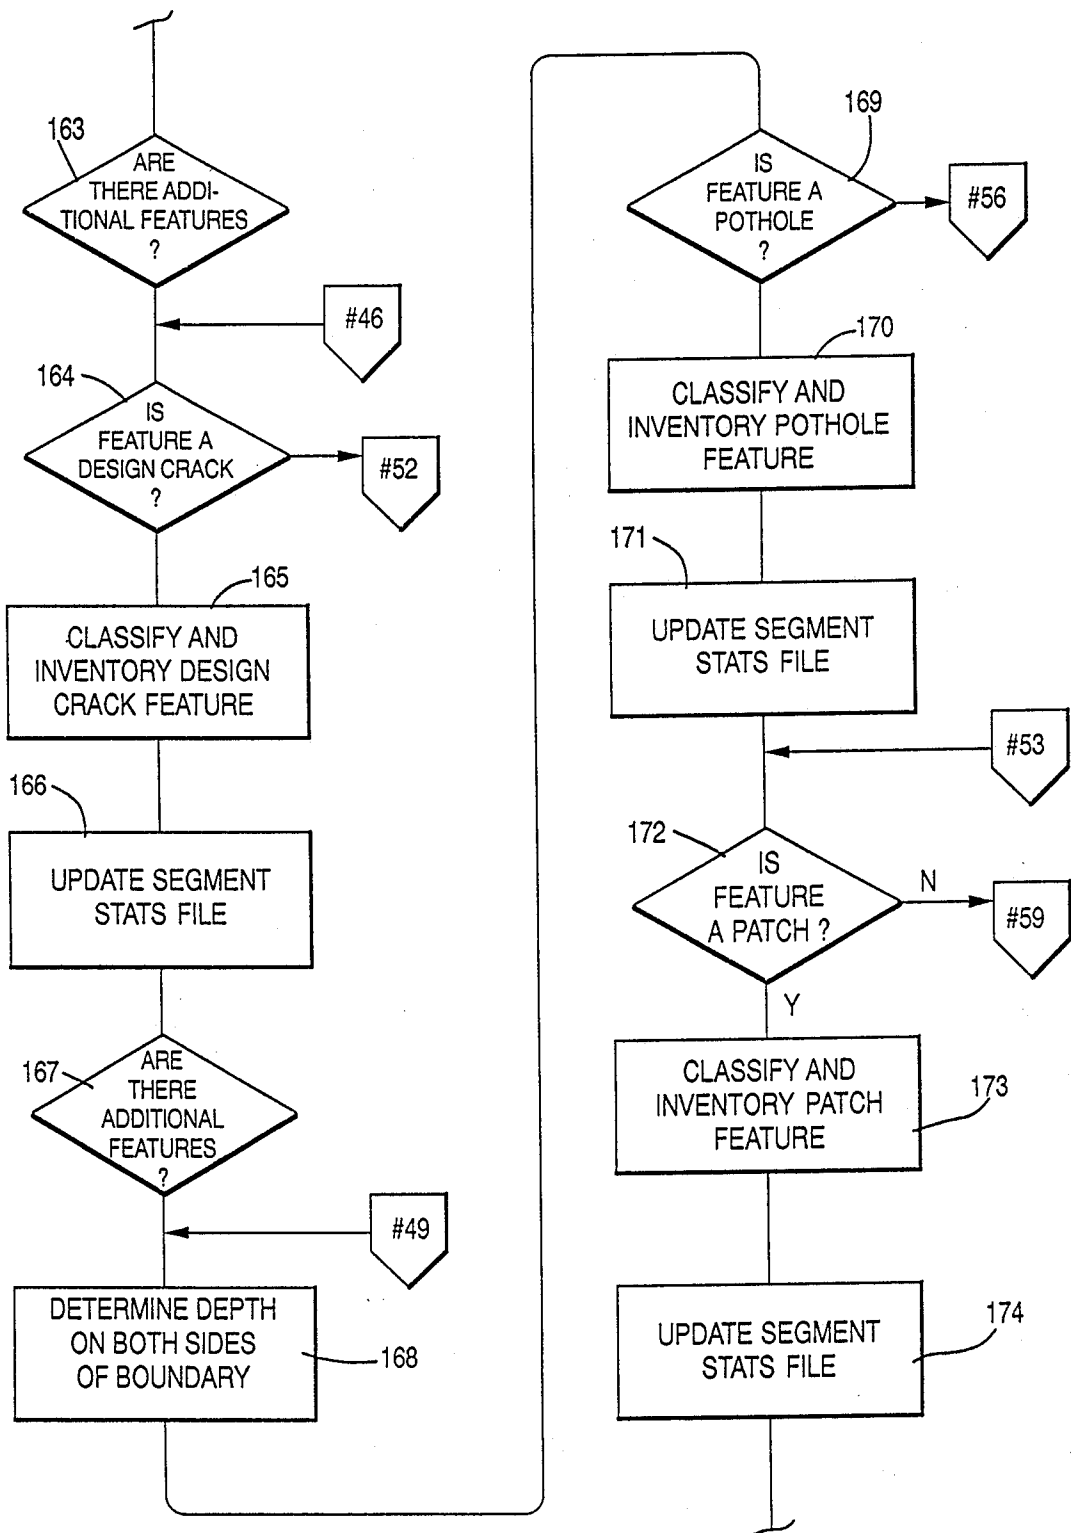 163
ARE
THERE ADDI-
TIONAL FEATURES
?
#46
164
IS
FEATURE A
DESIGN CRACK
?
#52
165
CLASSIFY AND
INVENTORY DESIGN
CRACK FEATURE
166
UPDATE SEGMENT
STATS FILE
167
ARE
THERE
ADDITIONAL
FEATURES
?
#49
DETERMINE DEPTH
ON BOTH SIDES
OF BOUNDARY
168
169
IS
FEATURE A
POTHOLE
?
#56
170
CLASSIFY AND
INVENTORY POTHOLE
FEATURE
171
UPDATE SEGMENT
STATS FILE
#53
172
IS
FEATURE
A PATCH ?
N
#59
Y
CLASSIFY AND
INVENTORY PATCH
FEATURE
173
UPDATE SEGMENT
STATS FILE
174